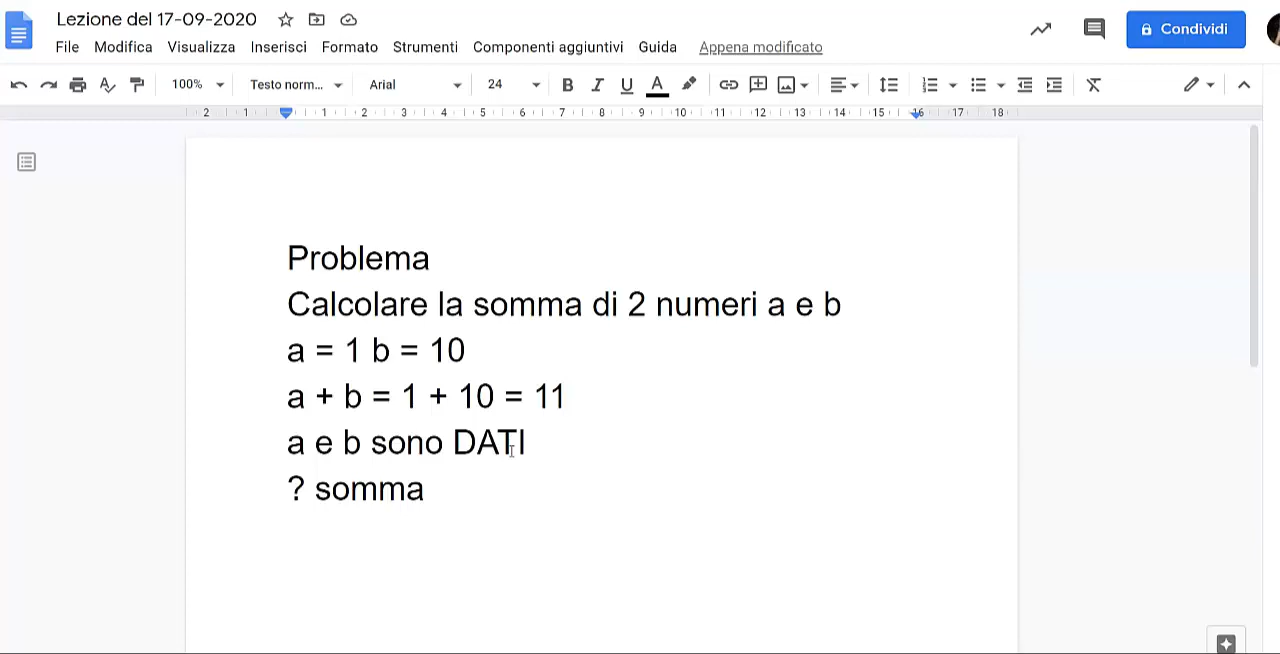 Lezione del 17-09-2020
File Modifica Visualizza Inserisci Formato Strumenti Componenti aggiuntivi Guida Appena modificato
Condividi
100% Testo norm... Arial 24 B I U A
2 1 1 2 3 4 5 6 7 8 9 10 11 12 13 14 15 16 17 18
Problema
Calcolare la somma di 2 numeri a e b
a = 1 b = 10
a + b = 1 + 10 = 11
a e b sono DATI
? somma